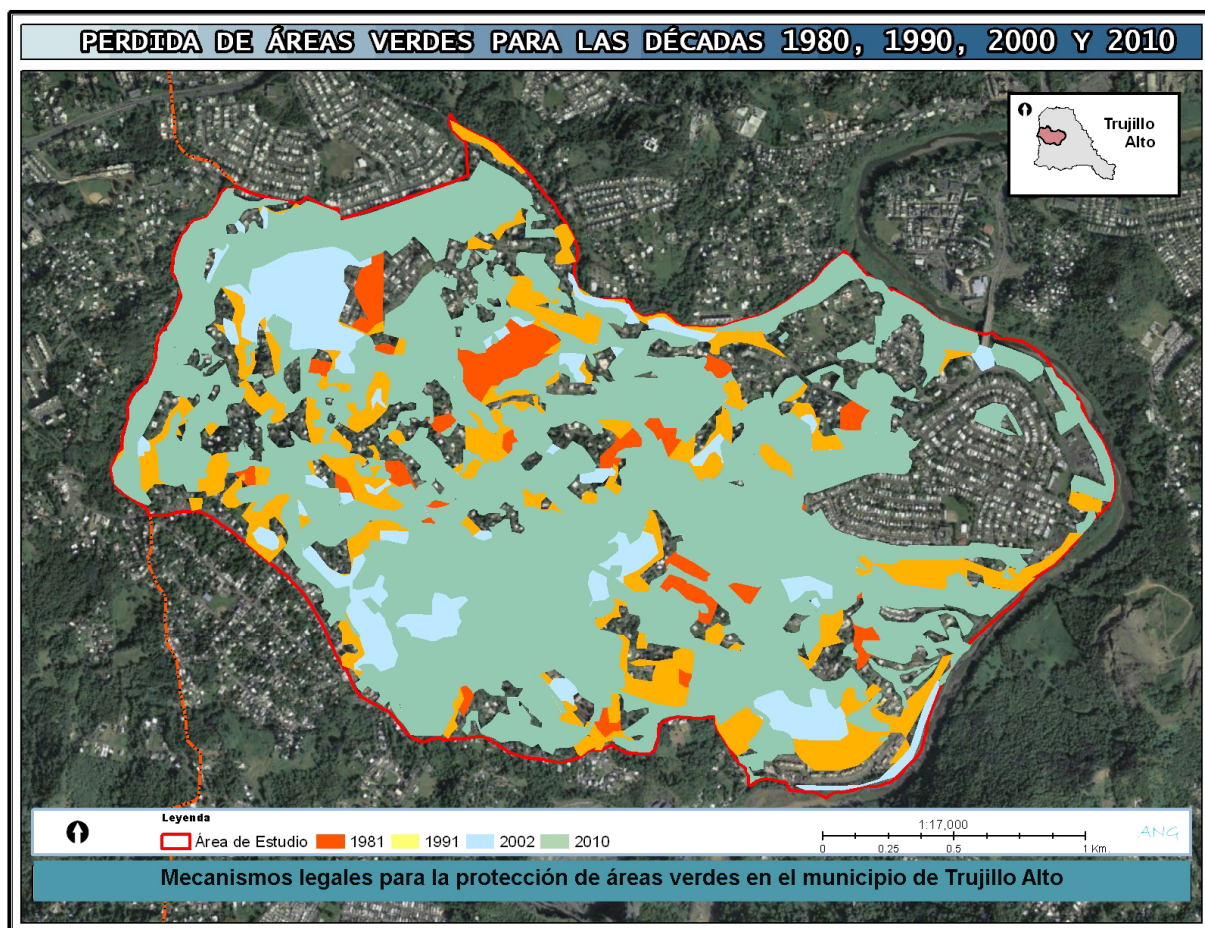 PERDIDA DE ÁREAS VERDES PARA LAS DÉCADAS 1980, 1990, 2000 Y 2010
Trujillo
Alto
Leyenda
Área de Estudio 1981 1991 2002 2010
1:17,000
0 0.25 0.5 1 Km.
ANG
Mecanismos legales para la protección de áreas verdes en el municipio de Trujillo Alto